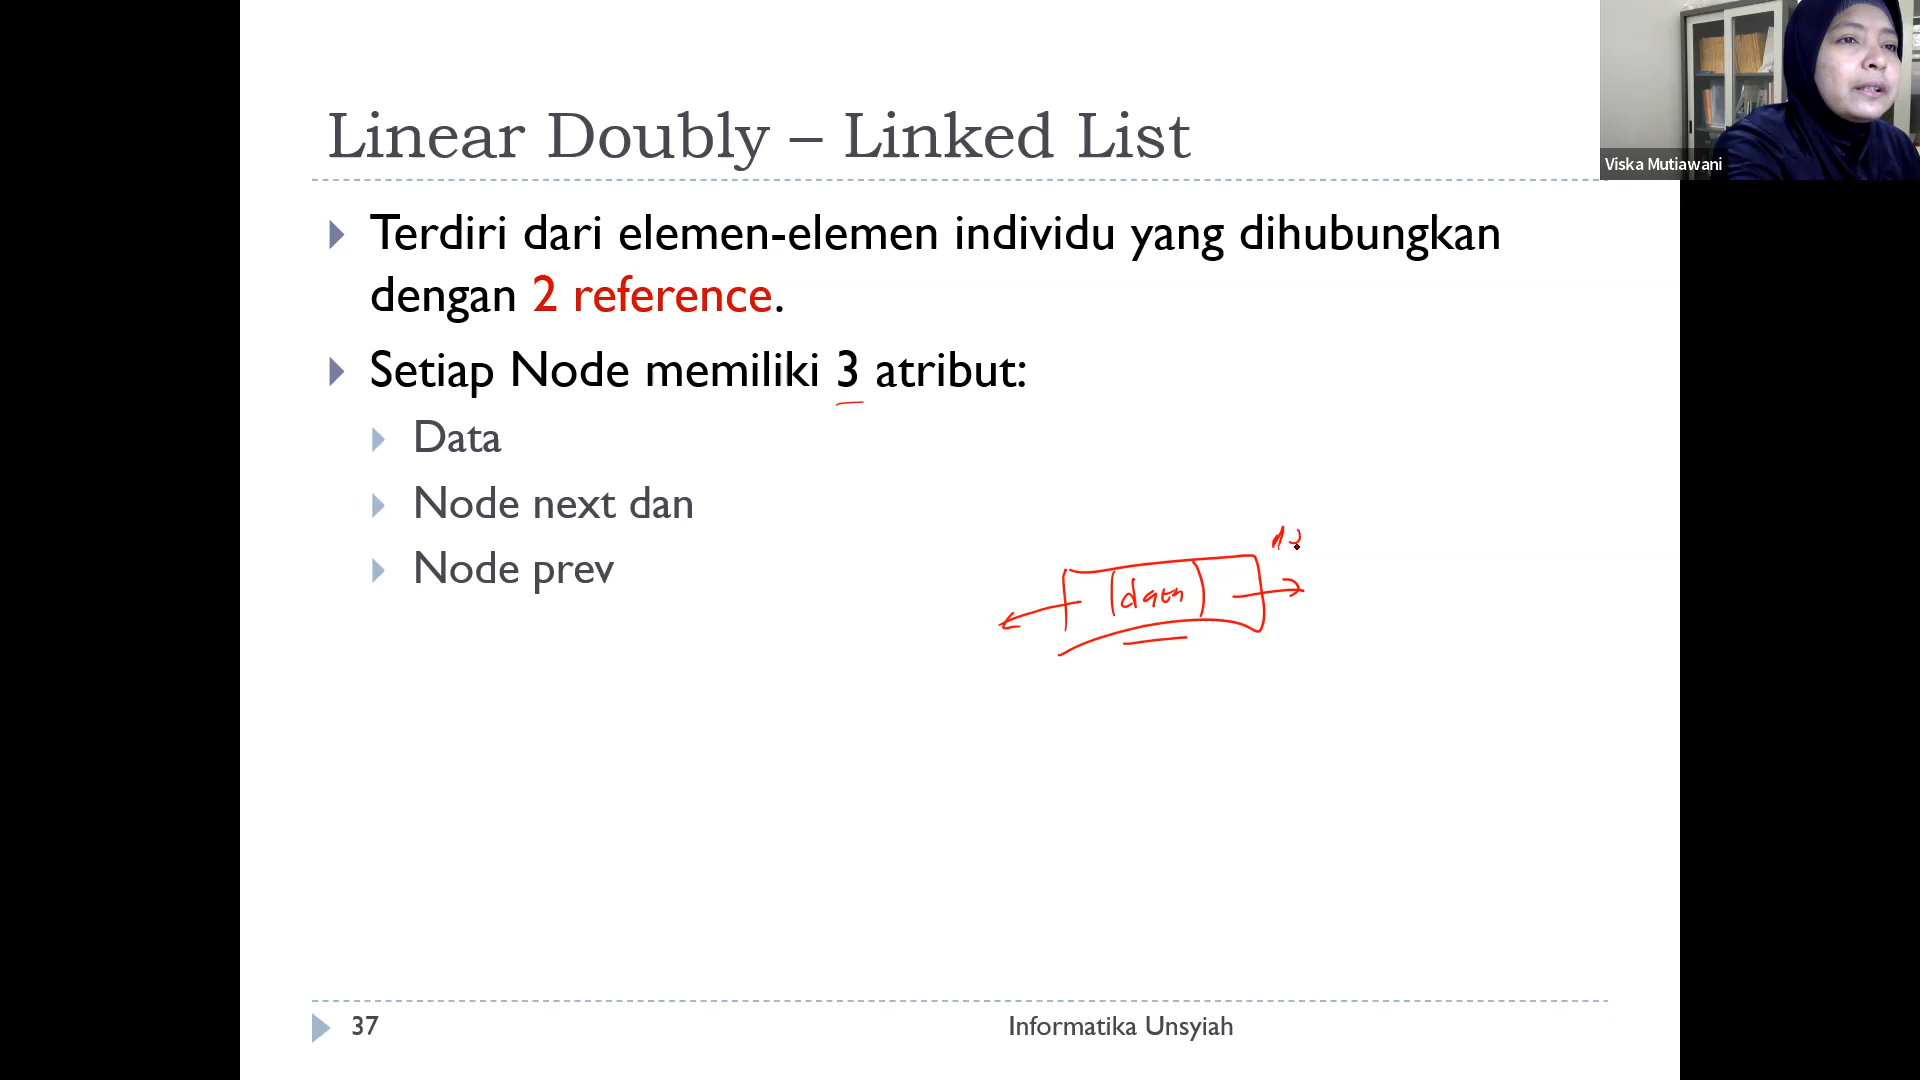 Viska Mutiawani
Linear Doubly – Linked List
Terdiri dari elemen-elemen individu yang dihubungkan
dengan 2 reference.
Setiap Node memiliki 3 atribut:
Data
Node next dan
Node prev
data
37
Informatika Unsyiah